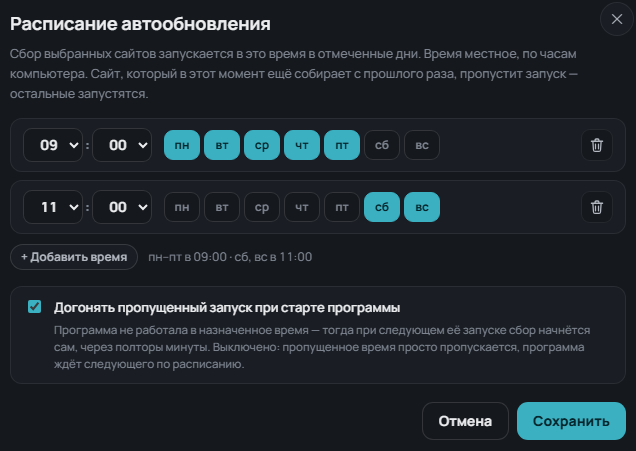 Расписание автообновления
Сбор выбранных сайтов запускается в это время в отмеченные дни. Время местное, по часам
компьютера. Сайт, который в этот момент ещё собирает с прошлого раза, пропустит запуск —
остальные запустятся.
09 : 00 пн вт ср чт пт сб вс
11 : 00 пн вт ср чт пт сб вс
+ Добавить время пн–пт в 09:00 · сб, вс в 11:00
Догонять пропущенный запуск при старте программы
Программа не работала в назначенное время — тогда при следующем её запуске сбор начнётся
сам, через полторы минуты. Выключено: пропущенное время просто пропускается, программа
ждёт следующего по расписанию.
Отмена Сохранить